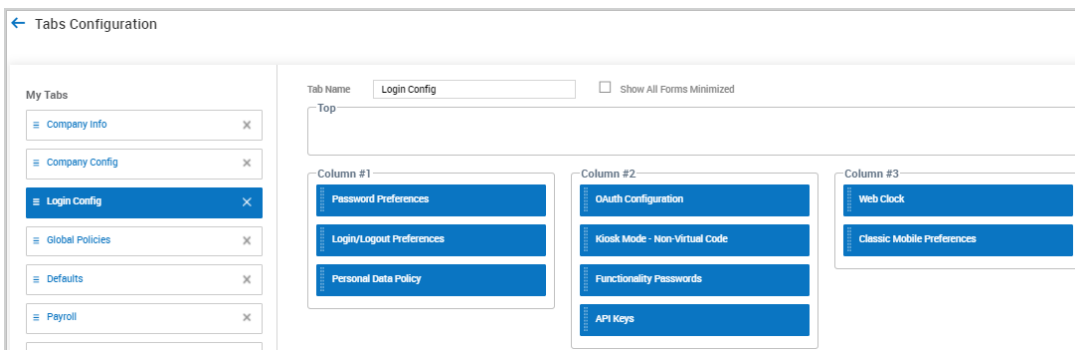 Tabs Configuration
My Tabs
Company Info
Company Config
Login Config
Global Policies
Defaults
Payroll
Tab Name Login Config Show All Forms Minimized
Top
Column #1
Password Preferences
Login/Logout Preferences
Personal Data Policy
Column #2
OAuth Configuration
Kiosk Mode - Non-Virtual Code
Functionality Passwords
API Keys
Column #3
Web Clock
Classic Mobile Preferences